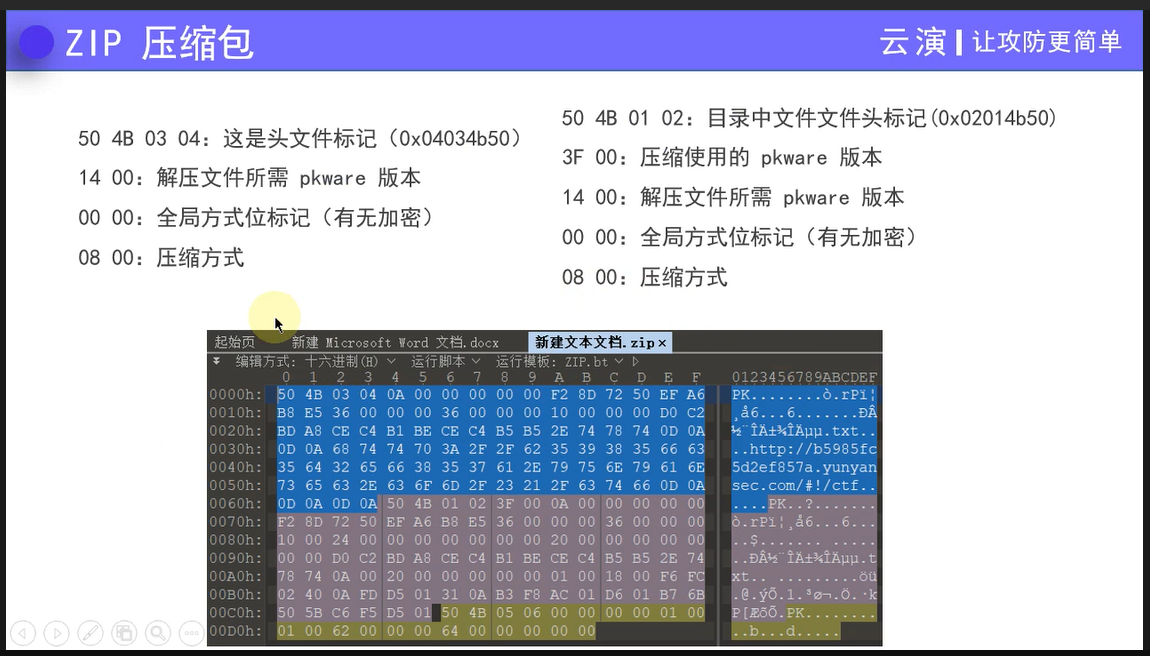 ZIP 压缩包
云演 | 让攻防更简单
50 4B 03 04：这是头文件标记（0x04034b50）
14 00：解压文件所需 pkware 版本
00 00：全局方式位标记（有无加密）
08 00：压缩方式
50 4B 01 02：目录中文件文件头标记(0x02014b50)
3F 00：压缩使用的 pkware 版本
14 00：解压文件所需 pkware 版本
00 00：全局方式位标记（有无加密）
08 00：压缩方式
起始页 新建 Microsoft Word 文档.docx 新建文本文档.zip×
编辑方式: 十六进制(H) 运行脚本 运行模板: ZIP.bt
0 1 2 3 4 5 6 7 8 9 A B C D E F 0123456789ABCDEF
0000h: 50 4B 03 04 0A 00 00 00 00 00 F2 8D 72 50 EF A6 PK........ò.rPï¦
0010h: B8 E5 36 00 00 00 36 00 00 00 10 00 00 00 D0 C2 ¸å6...6.......ÐÂ
0020h: BD A8 CE C4 B1 BE CE C4 B5 B5 2E 74 78 74 0D 0A ½¨ÎÄ±¾ÎÄµµ.txt..
0030h: 0D 0A 68 74 74 70 3A 2F 2F 62 35 39 38 35 66 63 ..http://b5985fc
0040h: 35 64 32 65 66 38 35 37 61 2E 79 75 6E 79 61 6E 5d2ef857a.yunyan
0050h: 73 65 63 2E 63 6F 6D 2F 23 21 2F 63 74 66 0D 0A sec.com/#!/ctf..
0060h: 0D 0A 0D 0A 50 4B 01 02 3F 00 0A 00 00 00 00 00 ....PK..?.......
0070h: F2 8D 72 50 EF A6 B8 E5 36 00 00 00 36 00 00 00 ò.rPï¦¸å6...6...
0080h: 10 00 24 00 00 00 00 00 00 00 20 00 00 00 00 00 ..$....... .....
0090h: 00 00 D0 C2 BD A8 CE C4 B1 BE CE C4 B5 B5 2E 74 ..ÐÂ½¨ÎÄ±¾ÎÄµµ.t
00A0h: 78 74 0A 00 20 00 00 00 00 00 01 00 18 00 F6 FC xt.. .........öü
00B0h: 02 40 0A FD D5 01 31 0A B3 F8 AC 01 D6 01 B7 6B .@.ýÕ.1.³ø¬.Ö.·k
00C0h: 50 5B C6 F5 D5 01 50 4B 05 06 00 00 00 00 01 00 P[ÆõÕ.PK........
00D0h: 01 00 62 00 00 00 64 00 00 00 00 00 ..b...d.....